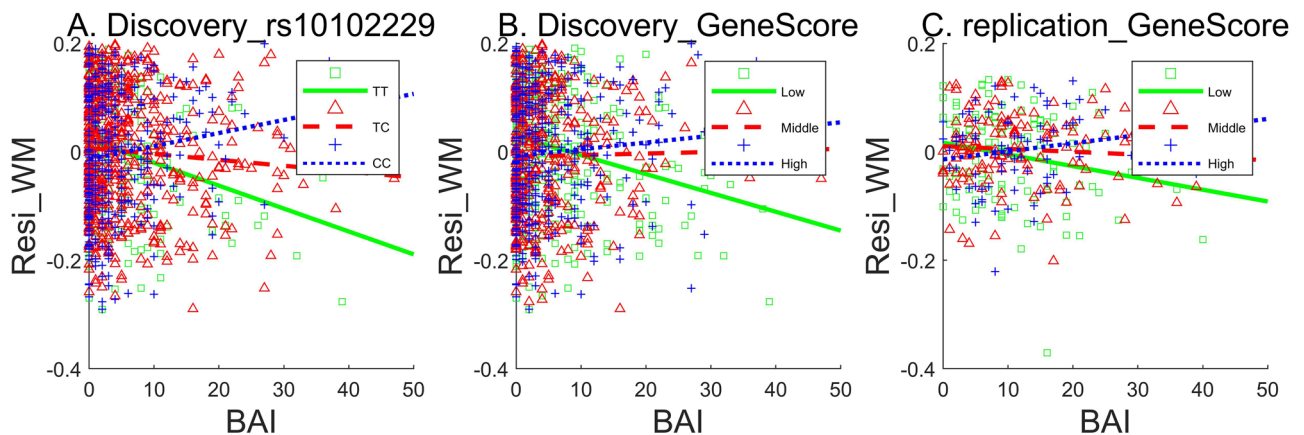 A. Discovery_rs10102229
Resi_WM
0.2
0
-0.2
-0.4
TT
TC
CC
0
10
20
30
40
50
BAI
B. Discovery_GeneScore
Resi_WM
0.2
0
-0.2
-0.4
Low
Middle
High
0
10
20
30
40
50
BAI
C. replication_GeneScore
Resi_WM
0.2
0
-0.2
-0.4
Low
Middle
High
0
10
20
30
40
50
BAI